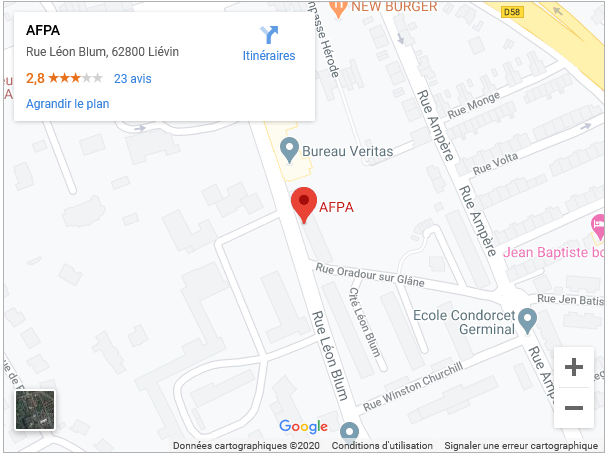 AFPA
Rue Léon Blum, 62800 Liévin
2,8 23 avis
Agrandir le plan
Itinéraires
NEW BURGER
D58
Impasse Hérode
Rue Ampère
Rue Monge
Rue Volta
Bureau Veritas
Rue Ampère
AFPA
Jean Baptiste
Rue Oradour sur Glâne
Cité Léon Blum
Rue Jen Batis
Ecole Condorcet
Germinal
Rue Léon Blum
Rue Winston Churchill
Rue Amp
Google
Données cartographiques ©2020 Conditions d'utilisation Signaler une erreur cartographique